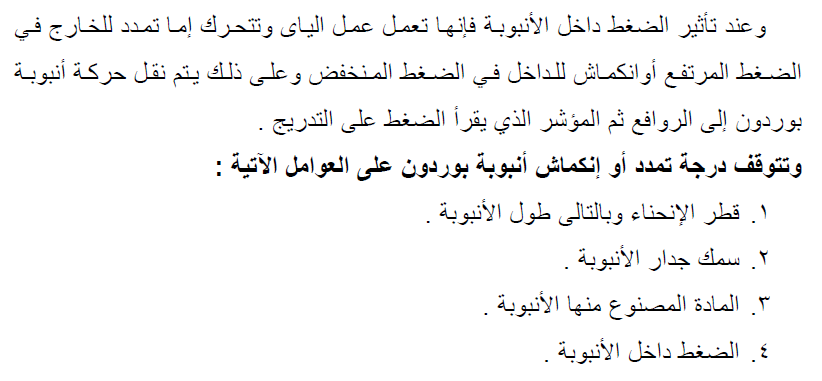 وعند تأثير الضغط داخل الأنبوبة فإنها تعمل عمل الياى وتتحرك إما تمدد للخارج في
الضغط المرتفع أوانكماش للداخل في الضغط المنخفض وعلى ذلك يتم نقل حركة أنبوبة
بوردون إلى الروافع ثم المؤشر الذي يقرأ الضغط على التدريج .
وتتوقف درجة تمدد أو إنكماش أنبوبة بوردون على العوامل الآتية :
١. قطر الإنحناء وبالتالى طول الأنبوبة .
٢. سمك جدار الأنبوبة .
٣. المادة المصنوع منها الأنبوبة .
٤. الضغط داخل الأنبوبة .